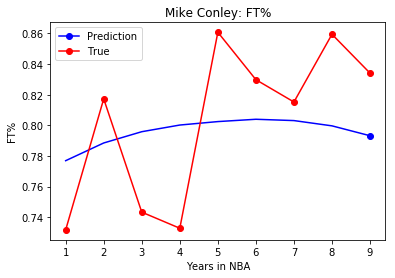 Mike Conley: FT%
Prediction
True
0.86
0.84
0.82
0.80
0.78
0.76
0.74
FT%
1 2 3 4 5 6 7 8 9
Years in NBA